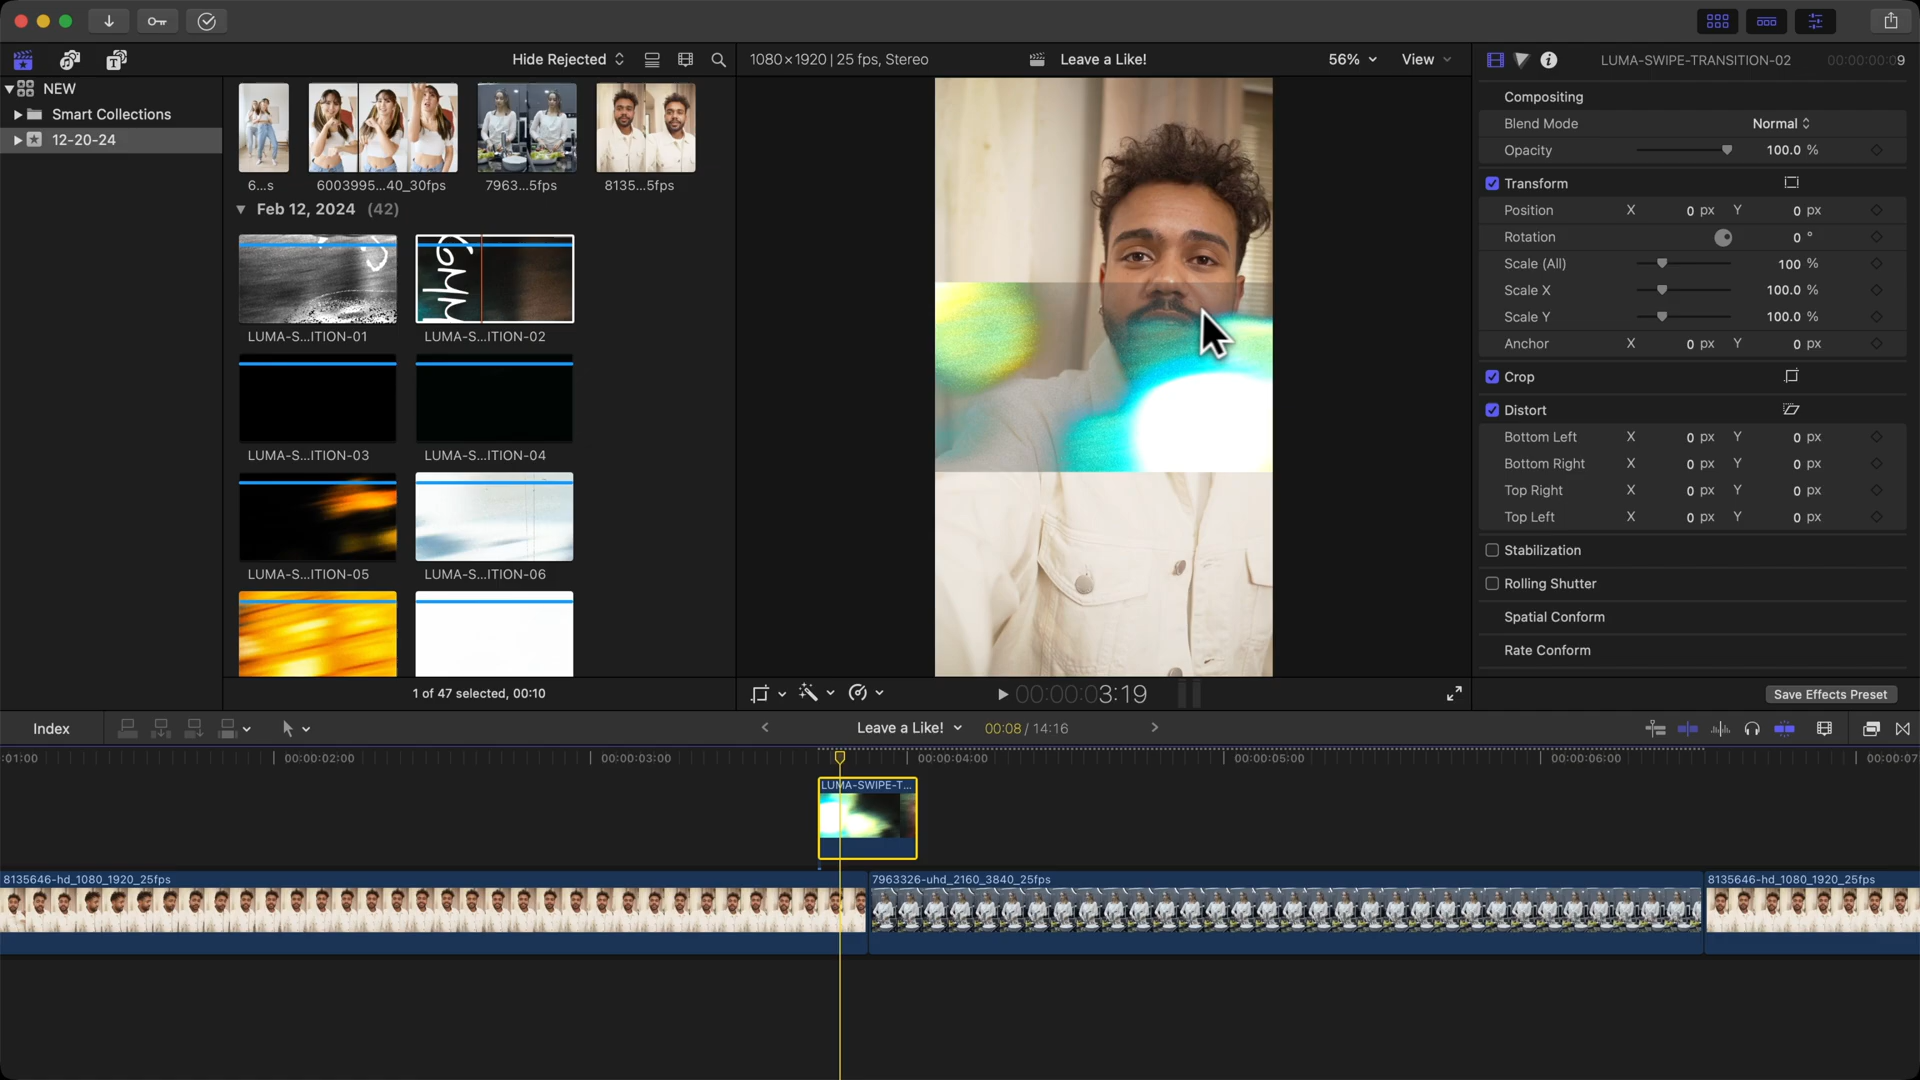 Hide Rejected
1080×1920 | 25 fps, Stereo
Leave a Like!
56%
View
LUMA-SWIPE-TRANSITION-02
00:00:00:09
NEW
Smart Collections
12-20-24
6...s
6003995...40_30fps
7963...5fps
8135...5fps
Feb 12, 2024 (42)
LUMA-S...ITION-01
LUMA-S...ITION-02
LUMA-S...ITION-03
LUMA-S...ITION-04
LUMA-S...ITION-05
LUMA-S...ITION-06
1 of 47 selected, 00:10
00:00:03:19
Compositing
Blend Mode Normal
Opacity 100.0 %
Transform
Position X 0 px Y 0 px
Rotation 0 °
Scale (All) 100 %
Scale X 100.0 %
Scale Y 100.0 %
Anchor X 0 px Y 0 px
Crop
Distort
Bottom Left X 0 px Y 0 px
Bottom Right X 0 px Y 0 px
Top Right X 0 px Y 0 px
Top Left X 0 px Y 0 px
Stabilization
Rolling Shutter
Spatial Conform
Rate Conform
Save Effects Preset
Index
Leave a Like!
00:08 / 14:16
:01:00 00:00:02:00 00:00:03:00 00:00:04:00 00:00:05:00 00:00:06:00 00:00:07
LUMA-SWIPE-T...
8135646-hd_1080_1920_25fps
7963326-uhd_2160_3840_25fps
8135646-hd_1080_1920_25fps